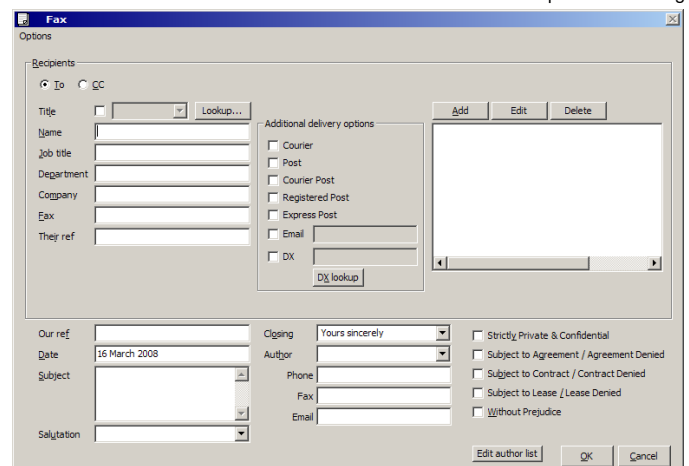 Fax
Options
Recipients
To CC
Title
Lookup...
Name
Job title
Department
Company
Fax
Their ref
Additional delivery options
Courier
Post
Courier Post
Registered Post
Express Post
Email
DX
DX lookup
Add Edit Delete
Our ref
Date 16 March 2008
Subject
Salutation
Closing Yours sincerely
Author
Phone
Fax
Email
Strictly Private & Confidential
Subject to Agreement / Agreement Denied
Subject to Contract / Contract Denied
Subject to Lease / Lease Denied
Without Prejudice
Edit author list OK Cancel